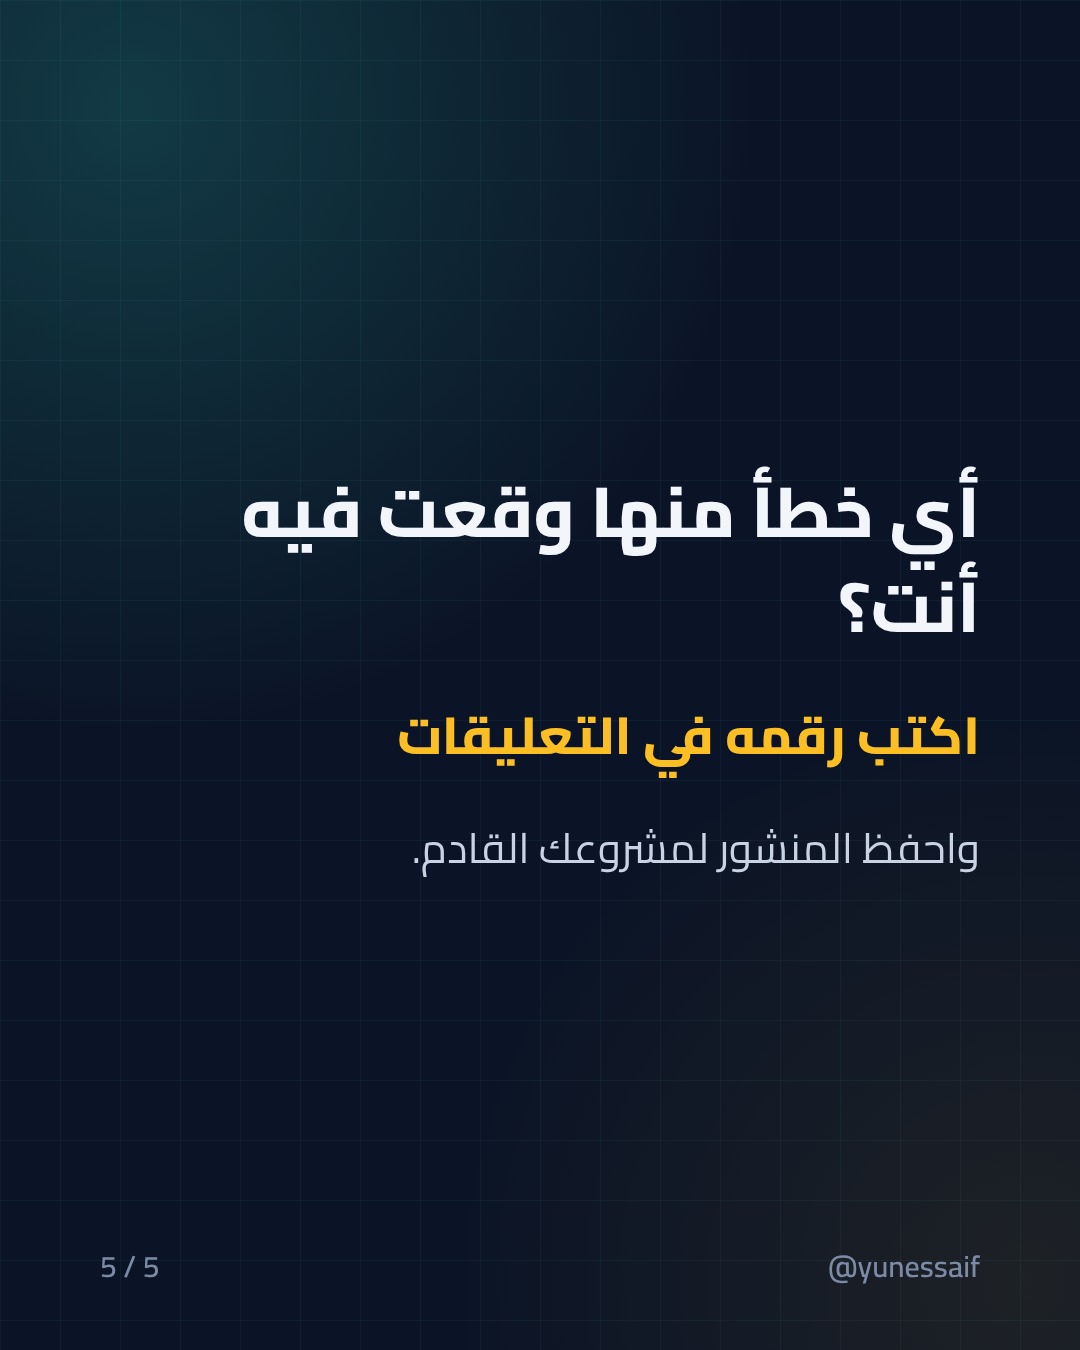 أي خطأ منها وقعت فيه
أنت؟
اكتب رقمه في التعليقات
واحفظ المنشور لمشروعك القادم.
@yunessaif
5 / 5